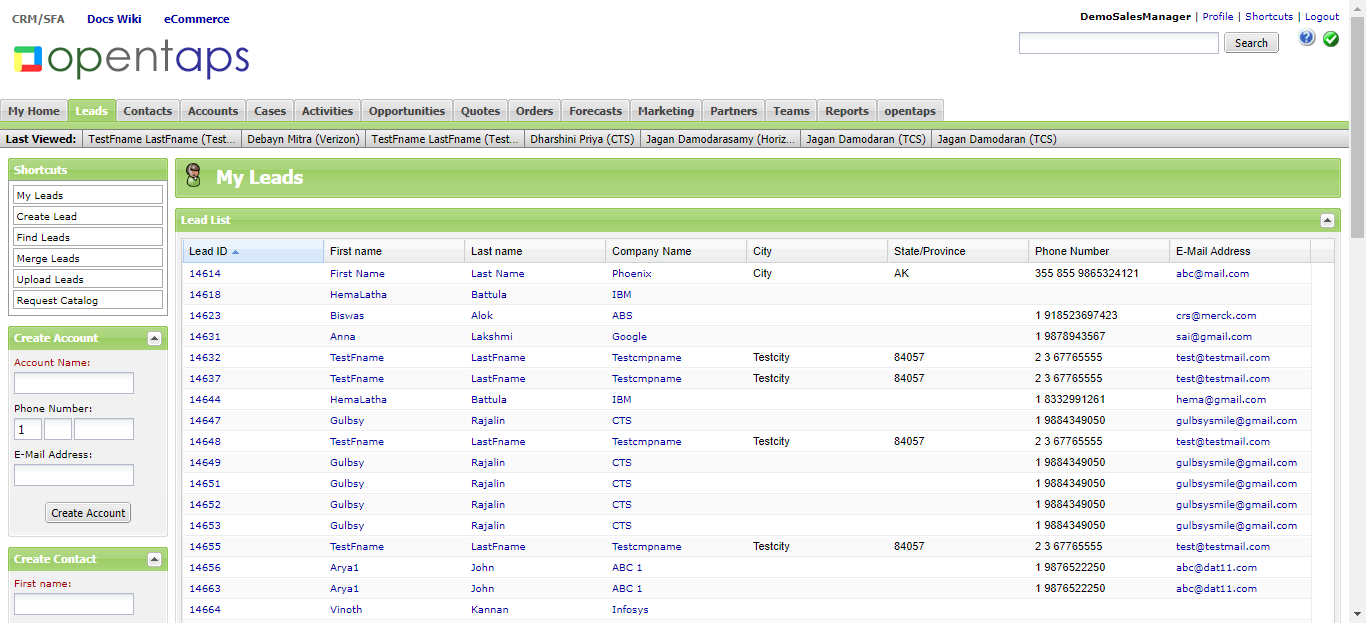 CRM/SFA Docs Wiki eCommerce
DemoSalesManager | Profile | Shortcuts | Logout
opentaps
Search
My Home Leads Contacts Accounts Cases Activities Opportunities Quotes Orders Forecasts Marketing Partners Teams Reports opentaps
Last Viewed: TestFname LastFname (Test... Debayn Mitra (Verizon) TestFname LastFname (Test... Dharshini Priya (CTS) Jagan Damodarasamy (Horiz... Jagan Damodaran (TCS) Jagan Damodaran (TCS)
Shortcuts
My Leads
Create Lead
Find Leads
Merge Leads
Upload Leads
Request Catalog
Create Account
Account Name:
Phone Number:
1
E-Mail Address:
Create Account
Create Contact
First name:
My Leads
Lead List
Lead ID First name Last name Company Name City State/Province Phone Number E-Mail Address
14614 First Name Last Name Phoenix City AK 355 855 9865324121 abc@mail.com
14618 HemaLatha Battula IBM
14623 Biswas Alok ABS 1 918523697423 crs@merck.com
14631 Anna Lakshmi Google 1 9878943567 sai@gmail.com
14632 TestFname LastFname Testcmpname Testcity 84057 2 3 67765555 test@testmail.com
14637 TestFname LastFname Testcmpname Testcity 84057 2 3 67765555 test@testmail.com
14644 HemaLatha Battula IBM 1 8332991261 hema@gmail.com
14647 Gulbsy Rajalin CTS 1 9884349050 gulbsysmile@gmail.com
14648 TestFname LastFname Testcmpname Testcity 84057 2 3 67765555 test@testmail.com
14649 Gulbsy Rajalin CTS 1 9884349050 gulbsysmile@gmail.com
14651 Gulbsy Rajalin CTS 1 9884349050 gulbsysmile@gmail.com
14652 Gulbsy Rajalin CTS 1 9884349050 gulbsysmile@gmail.com
14653 Gulbsy Rajalin CTS 1 9884349050 gulbsysmile@gmail.com
14655 TestFname LastFname Testcmpname Testcity 84057 2 3 67765555 test@testmail.com
14656 Arya1 John ABC 1 1 9876522250 abc@dat11.com
14663 Arya1 John ABC 1 1 9876522250 abc@dat11.com
14664 Vinoth Kannan Infosys